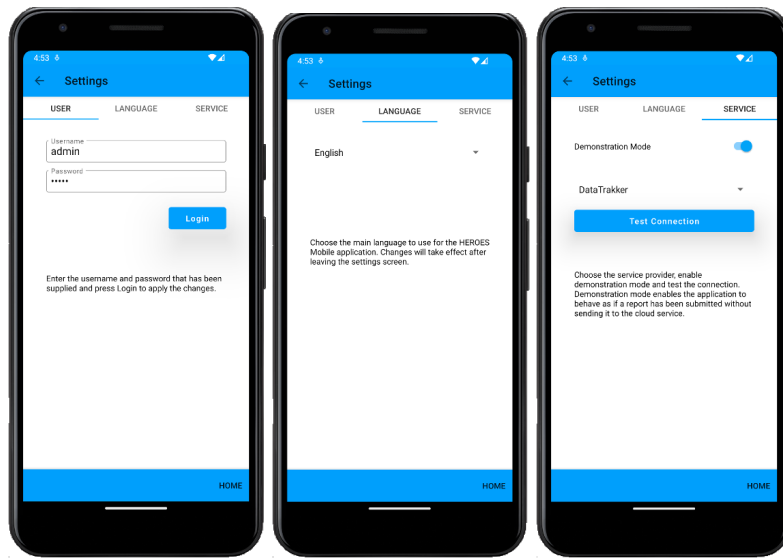 4:53
Settings
USER LANGUAGE SERVICE
Username
admin
Password
•••••
Login
Enter the username and password that has been
supplied and press Login to apply the changes.
HOME
4:53
Settings
USER LANGUAGE SERVICE
English
Choose the main language to use for the HEROES
Mobile application. Changes will take effect after
leaving the settings screen.
HOME
4:53
Settings
USER LANGUAGE SERVICE
Demonstration Mode
DataTrakker
Test Connection
Choose the service provider, enable
demonstration mode and test the connection.
Demonstration mode enables the application to
behave as if a report has been submitted without
sending it to the cloud service.
HOME